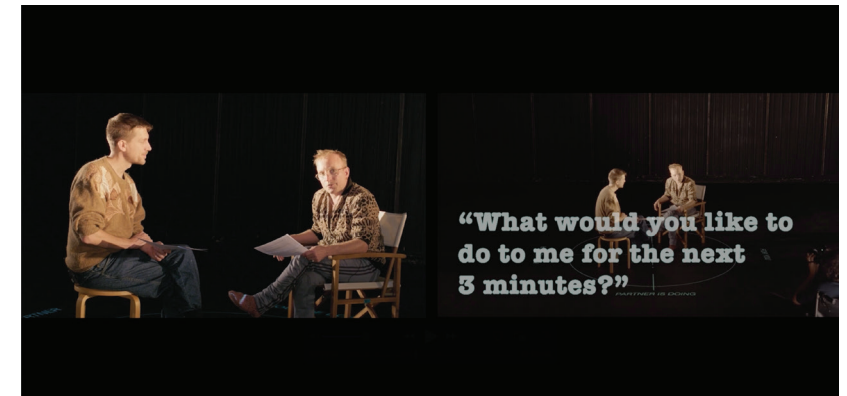 “What would you like to
do to me for the next
3 minutes?”
PARTNER IS DOING